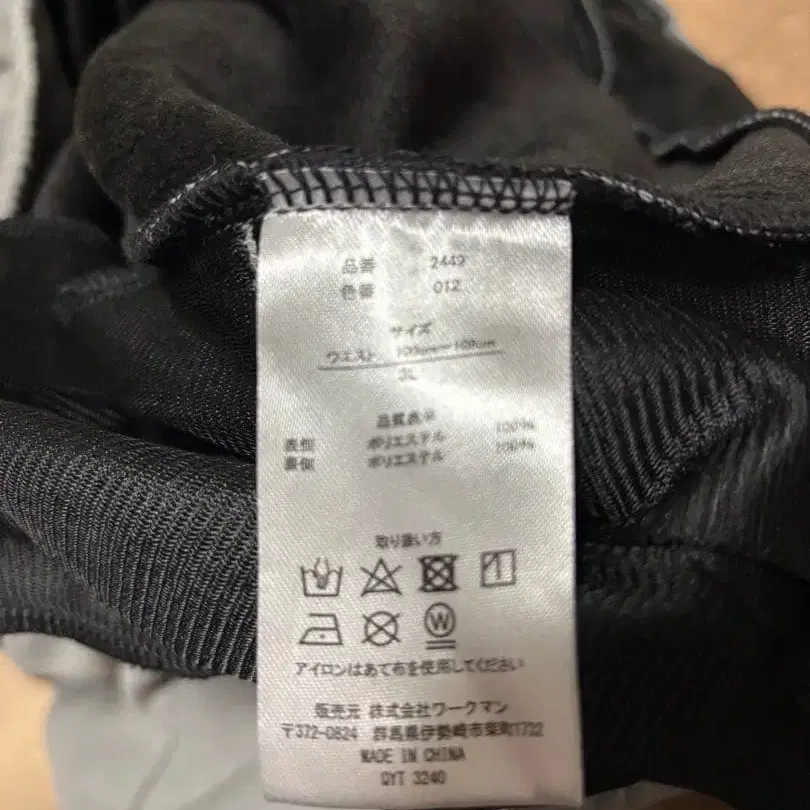 品番 2449
色番 012
サイズ
ウエスト 100cm〜108cm
3L
品質表示
表側 ポリエステル 100%
裏側 ポリエステル 100%
取り扱い方
W
アイロンはあて布を使用してください
販売元 株式会社ワークマン
〒372-0824 群馬県伊勢崎市柴町1732
MADE IN CHINA
QYT 3240